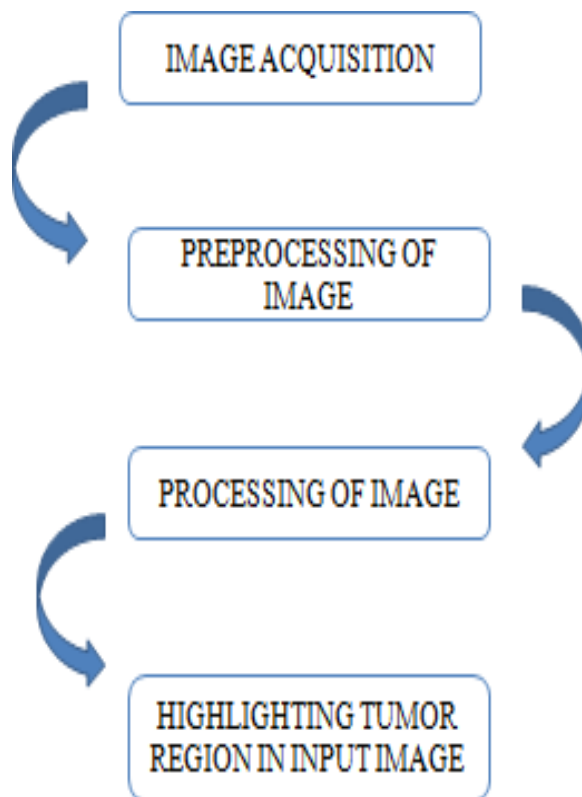 IMAGE ACQUISITION
PREPROCESSING OF
IMAGE
PROCESSING OF IMAGE
HIGHLIGHTING TUMOR
REGION IN INPUT IMAGE